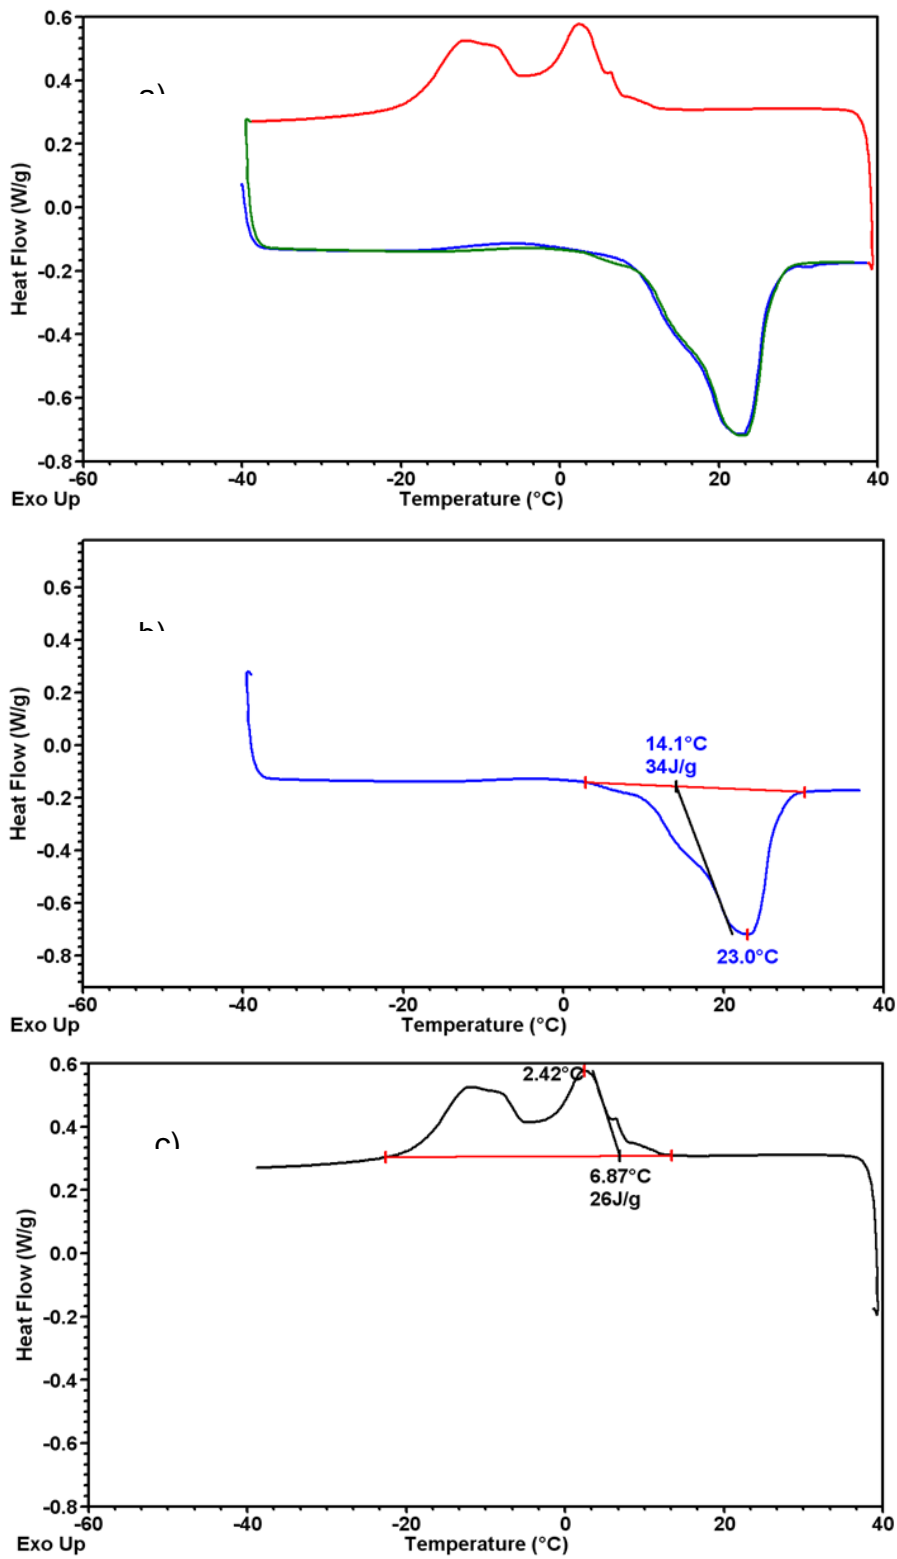 0.6
0.4
0.2
0.0
-0.2
-0.4
-0.6
-0.8
Heat Flow (W/g)
a)
-60 -40 -20 0 20 40
Exo Up Temperature (°C)
0.6
0.4
0.2
0.0
-0.2
-0.4
-0.6
-0.8
Heat Flow (W/g)
b)
14.1°C
34J/g
23.0°C
-60 -40 -20 0 20 40
Exo Up Temperature (°C)
0.6
0.4
0.2
0.0
-0.2
-0.4
-0.6
-0.8
Heat Flow (W/g)
c)
2.42°C
6.87°C
26J/g
-60 -40 -20 0 20 40
Exo Up Temperature (°C)